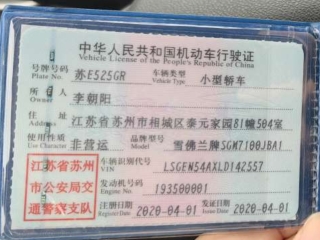 中华人民共和国机动车行驶证
Vehicle License of the People's Republic of China
号牌号码 苏E525GR 车辆类型 小型轿车
Plate No. Vehicle Type
所有人 李朝阳
Owner
住址 江苏省苏州市相城区泰元家园81幢504室
Address
使用性质 非营运 品牌型号 雪佛兰牌SGM7100JBA1
Use Character Model
江苏省苏州市公安局交通警察支队
车辆识别代号 LSGEN54AXLD142557
VIN
发动机号码 193500001
Engine No.
注册日期 2020-04-01 发证日期 2020-04-01
Register Date Issue Date